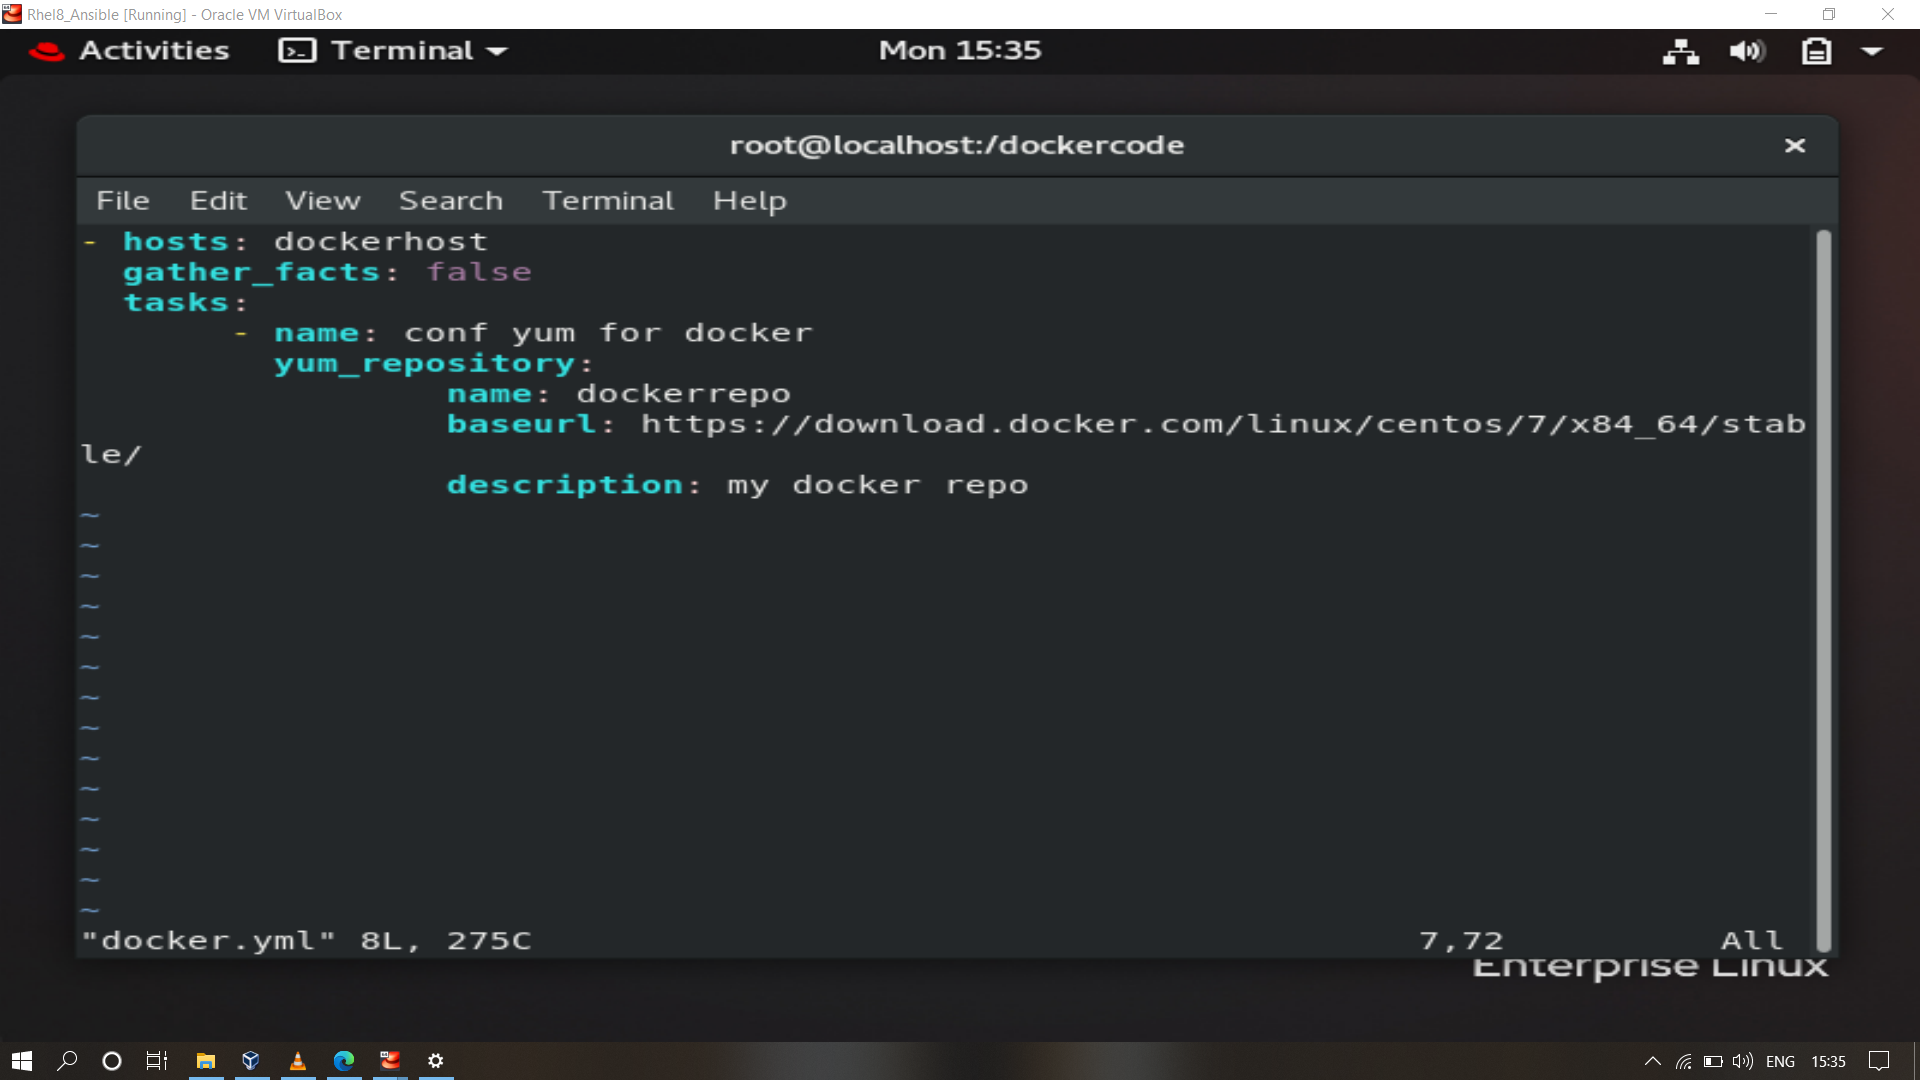 Rhel8_Ansible [Running] - Oracle VM VirtualBox
Activities Terminal Mon 15:35
root@localhost:/dockercode
File Edit View Search Terminal Help
- hosts: dockerhost
  gather_facts: false
  tasks:
       - name: conf yum for docker
         yum_repository:
                 name: dockerrepo
                 baseurl: https://download.docker.com/linux/centos/7/x84_64/stab
le/
                 description: my docker repo
~
~
~
~
~
~
~
~
~
~
~
~
~
~
"docker.yml" 8L, 275C 7,72 All
Enterprise Linux
ENG 15:35